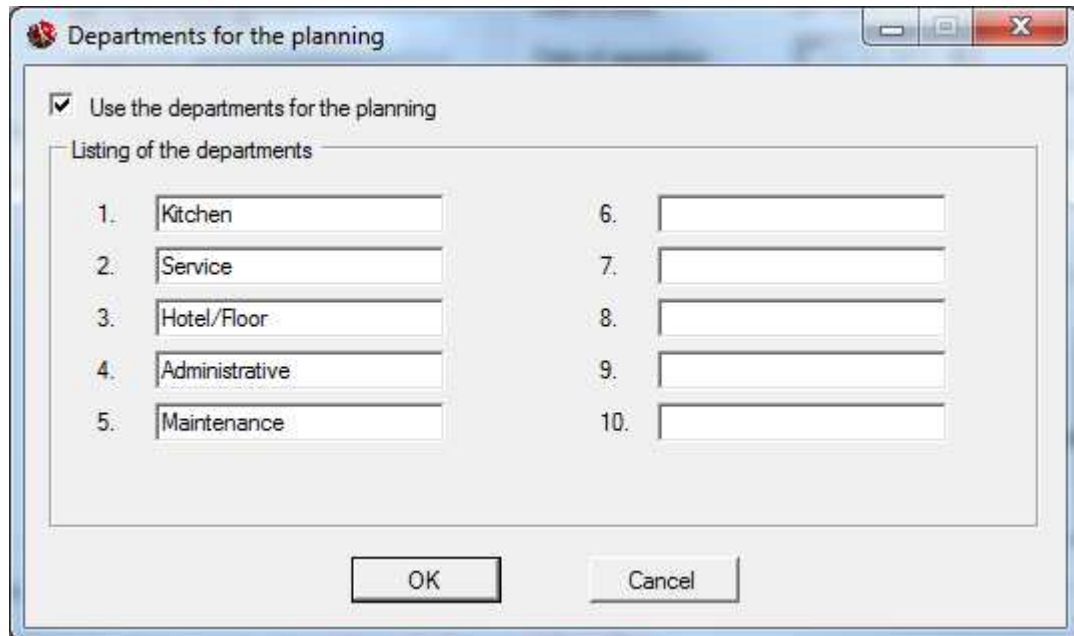 Departments for the planning
Use the departments for the planning
Listing of the departments
1. Kitchen
2. Service
3. Hotel/Floor
4. Administrative
5. Maintenance
6.
7.
8.
9.
10.
OK
Cancel